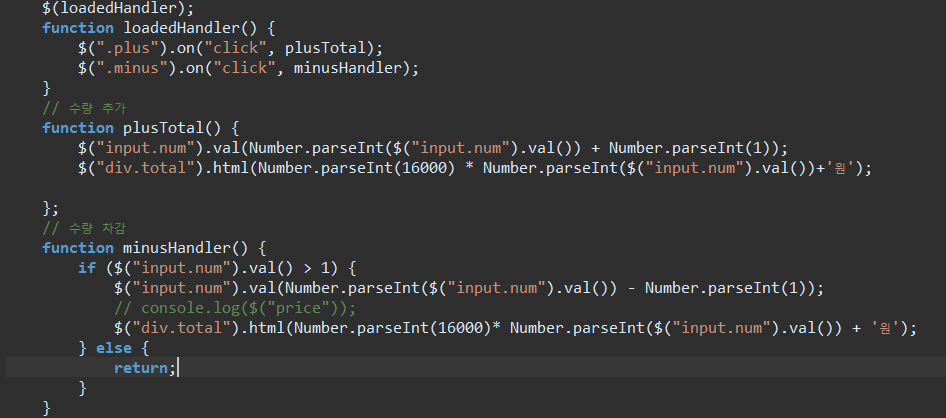 $(loadedHandler);
function loadedHandler() {
    $(".plus").on("click", plusTotal);
    $(".minus").on("click", minusHandler);
}
// 수량 추가
function plusTotal() {
    $("input.num").val(Number.parseInt($("input.num").val()) + Number.parseInt(1));
    $("div.total").html(Number.parseInt(16000) * Number.parseInt($("input.num").val())+'원');

};
// 수량 차감
function minusHandler() {
    if ($("input.num").val() > 1) {
        $("input.num").val(Number.parseInt($("input.num").val()) - Number.parseInt(1));
        // console.log($("price"));
        $("div.total").html(Number.parseInt(16000)* Number.parseInt($("input.num").val()) + '원');
    } else {
        return;
    }
}